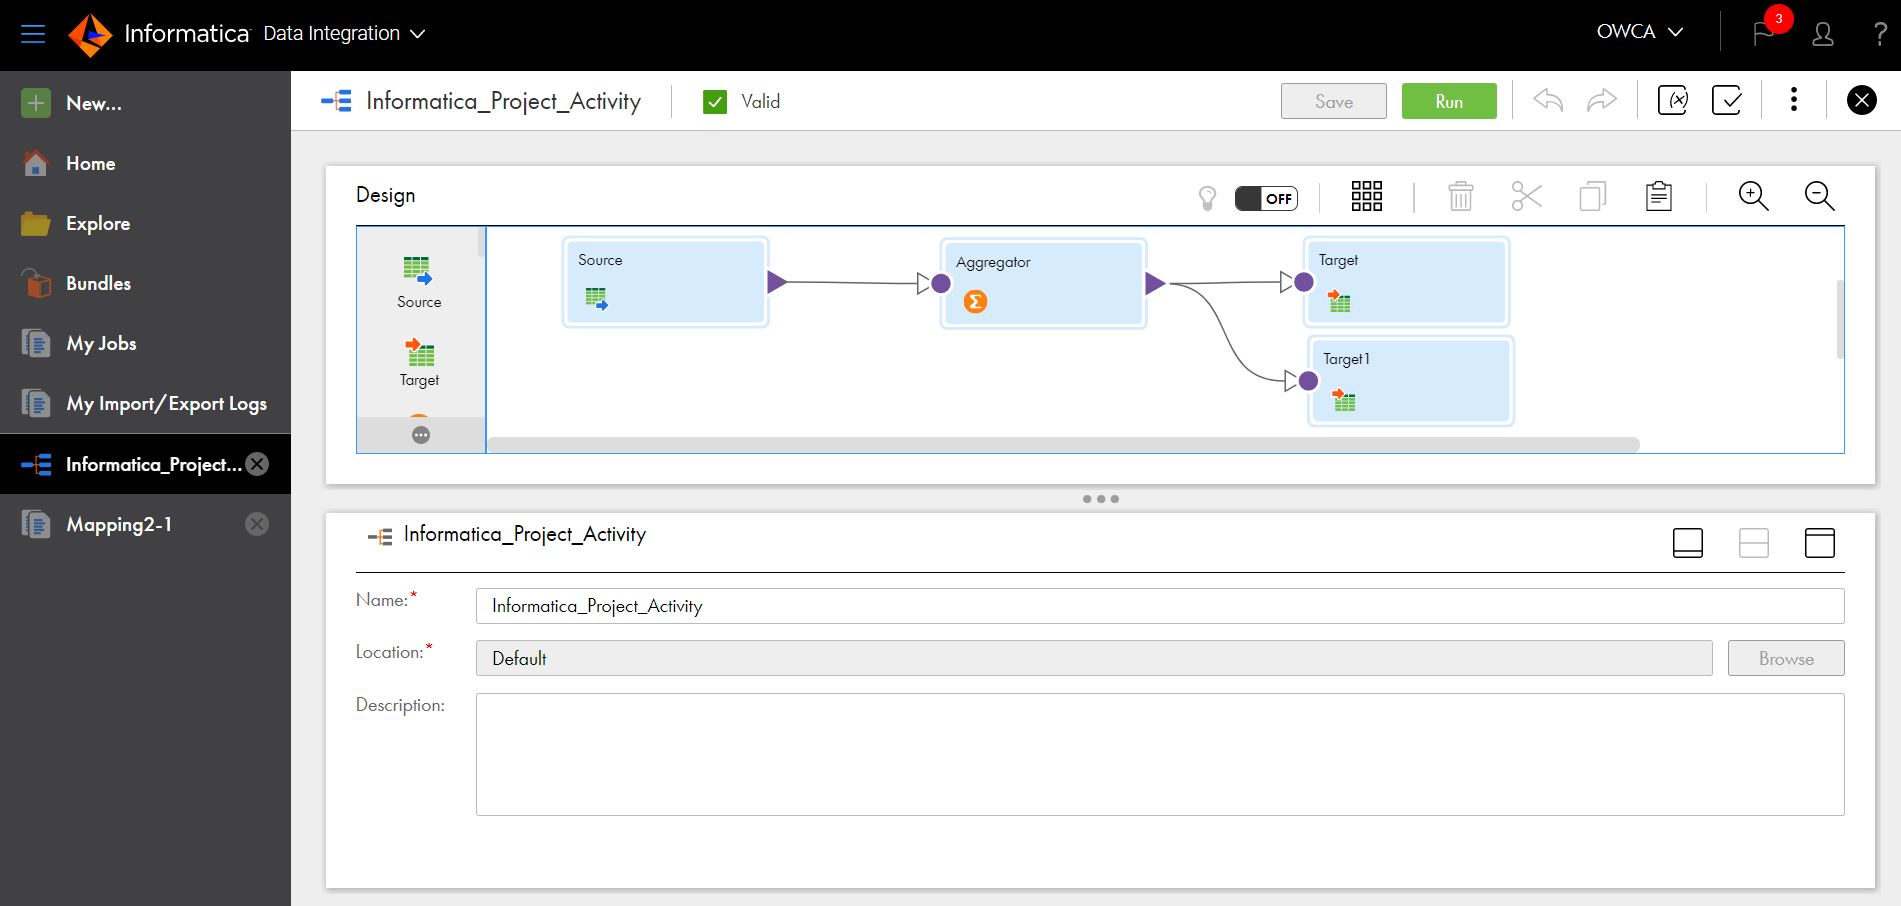 Informatica Data Integration
OWCA
3
?
New...
Home
Explore
Bundles
My Jobs
My Import/Export Logs
Informatica_Project...
Mapping2-1
Informatica_Project_Activity
Valid
Save
Run
(x)
Design
OFF
Source
Target
Source
Aggregator
Σ
Target
Target1
Informatica_Project_Activity
Name:*
Informatica_Project_Activity
Location:*
Default
Browse
Description: